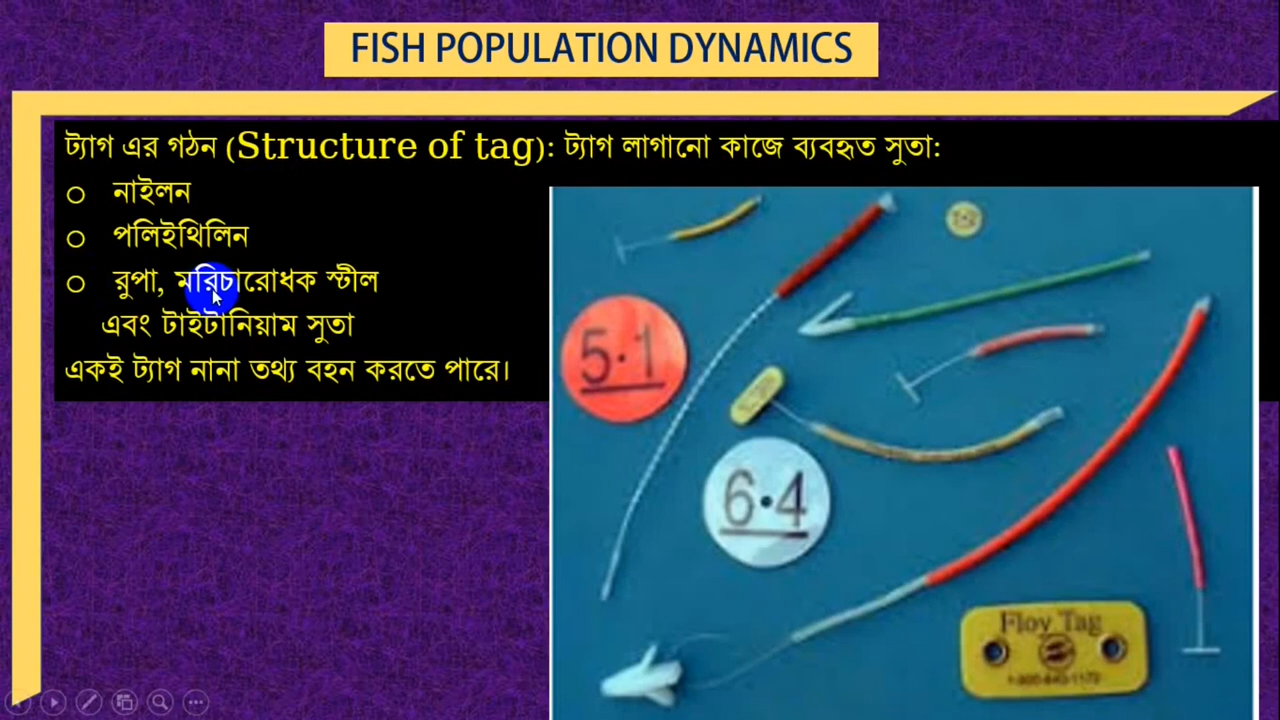 FISH POPULATION DYNAMICS
ট্যাগ এর গঠন (Structure of tag): ট্যাগ লাগানো কাজে ব্যবহৃত সুতা:
○ নাইলন
○ পলিইথিলিন
○ রুপা, মরিচারোধক স্টীল
এবং টাইটানিয়াম সুতা
একই ট্যাগ নানা তথ্য বহন করতে পারে।
5·1
6·4
Floy Tag